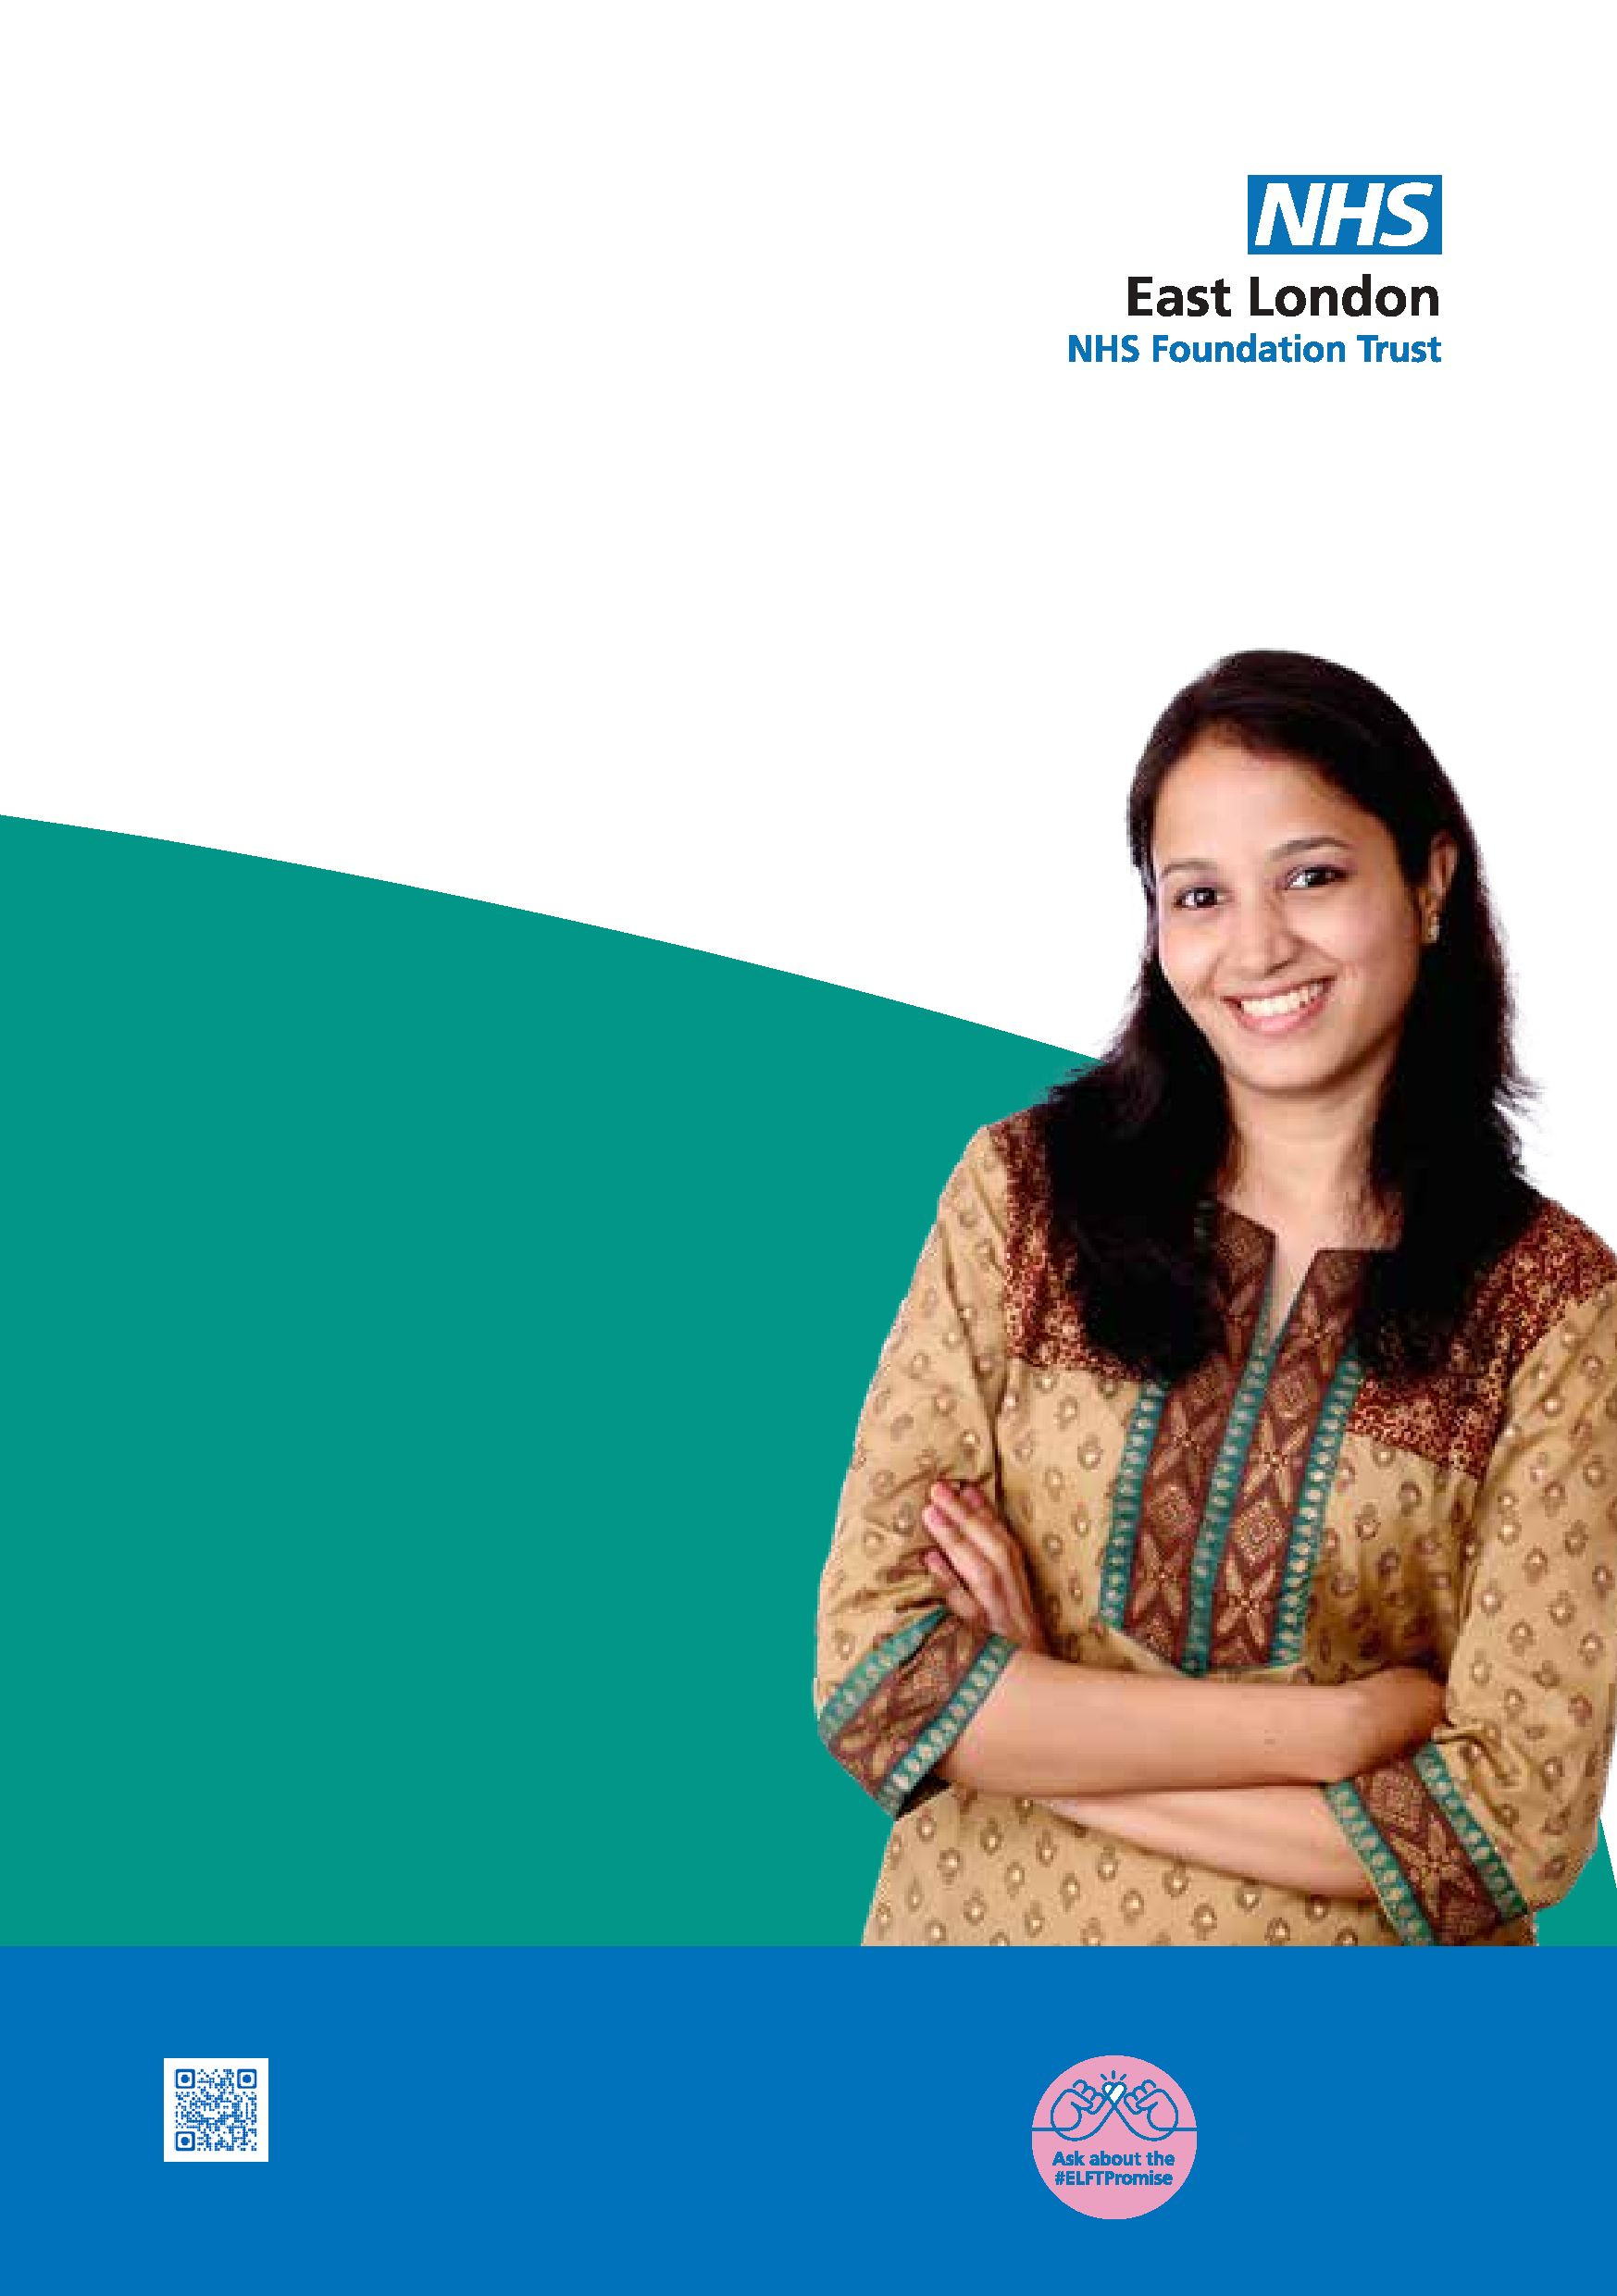 NHS
East London
NHS Foundation Trust
Ask about the
#ELFTPromise